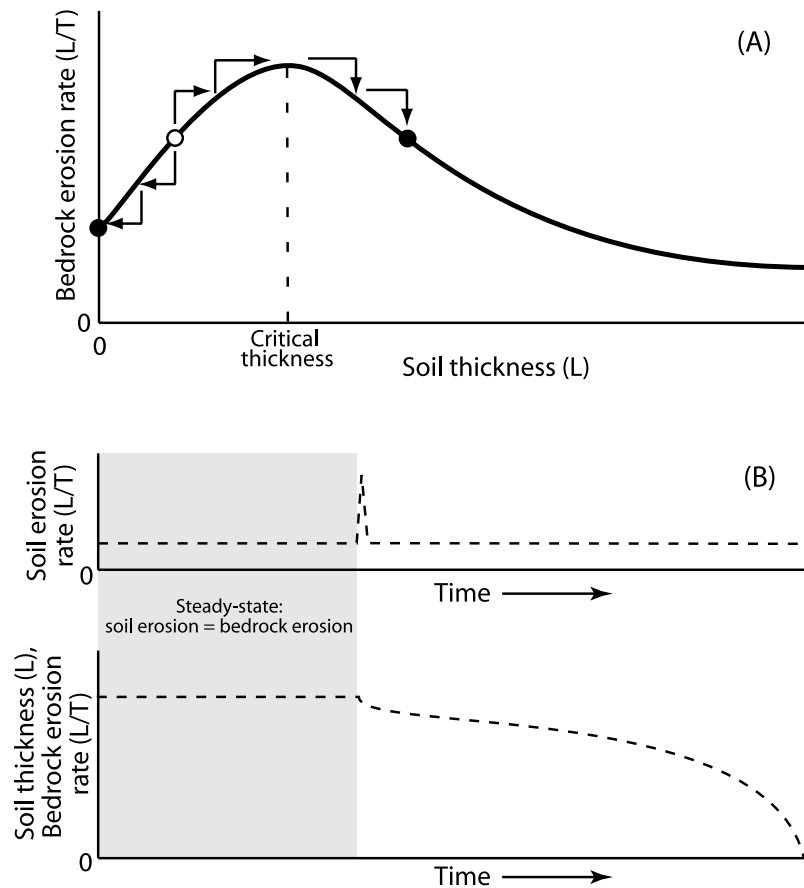 (A)
Bedrock erosion rate (L/T)
0
0
Critical
thickness
Soil thickness (L)
(B)
Soil erosion
rate (L/T)
0
Time
Steady-state:
soil erosion = bedrock erosion
Soil thickness (L),
Bedrock erosion
rate (L/T)
0
Time